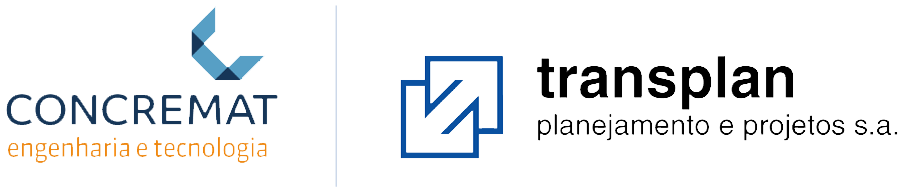 CONCREMAT
engenharia e tecnologia
transplan
planejamento e projetos s.a.